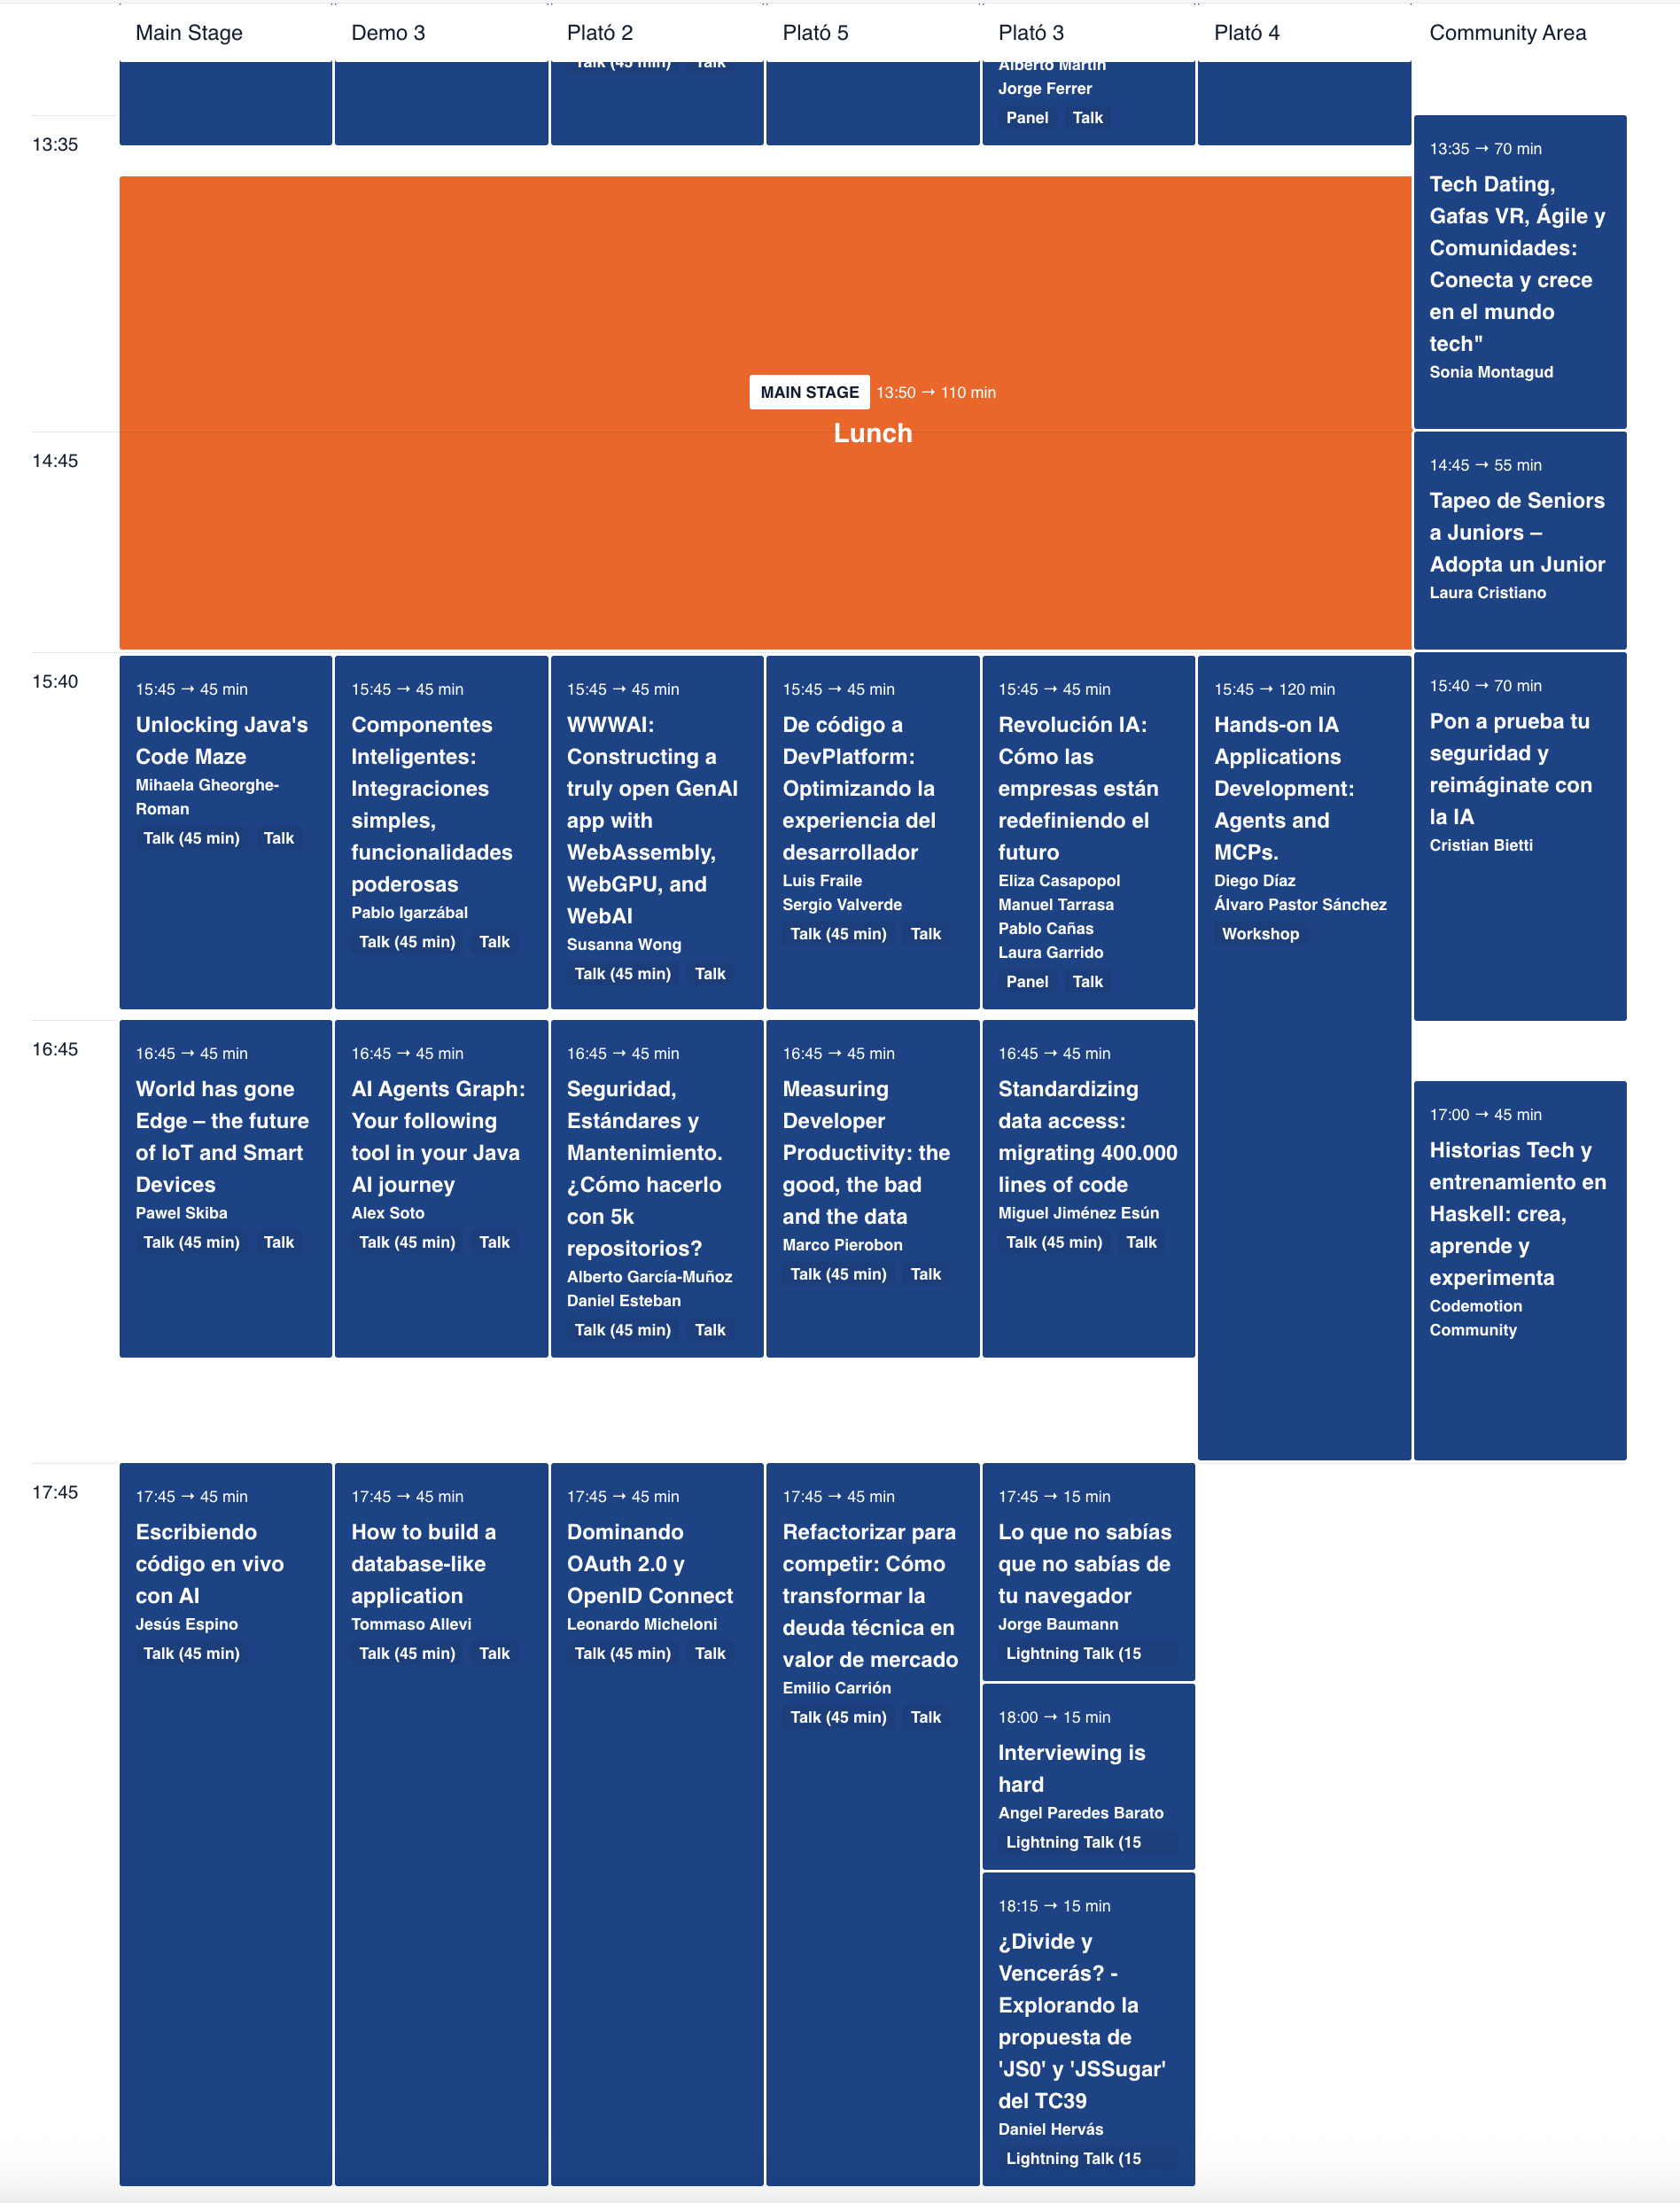 Main Stage
Demo 3
Plató 2
Plató 5
Plató 3
Plató 4
Community Area
Talk (45 min) Talk
Alberto Martín
Jorge Ferrer
Panel Talk
13:35
13:35 → 70 min
Tech Dating,
Gafas VR, Ágile y
Comunidades:
Conecta y crece
en el mundo
tech"
Sonia Montagud
MAIN STAGE 13:50 → 110 min
Lunch
14:45
14:45 → 55 min
Tapeo de Seniors
a Juniors –
Adopta un Junior
Laura Cristiano
15:40
15:45 → 45 min
Unlocking Java's
Code Maze
Mihaela Gheorghe-
Roman
Talk (45 min) Talk
15:45 → 45 min
Componentes
Inteligentes:
Integraciones
simples,
funcionalidades
poderosas
Pablo Igarzábal
Talk (45 min) Talk
15:45 → 45 min
WWWAI:
Constructing a
truly open GenAI
app with
WebAssembly,
WebGPU, and
WebAI
Susanna Wong
Talk (45 min) Talk
15:45 → 45 min
De código a
DevPlatform:
Optimizando la
experiencia del
desarrollador
Luis Fraile
Sergio Valverde
Talk (45 min) Talk
15:45 → 45 min
Revolución IA:
Cómo las
empresas están
redefiniendo el
futuro
Eliza Casapopol
Manuel Tarrasa
Pablo Cañas
Laura Garrido
Panel Talk
15:45 → 120 min
Hands-on IA
Applications
Development:
Agents and
MCPs.
Diego Díaz
Álvaro Pastor Sánchez
Workshop
15:40 → 70 min
Pon a prueba tu
seguridad y
reimáginate con
la IA
Cristian Bietti
16:45
16:45 → 45 min
World has gone
Edge – the future
of IoT and Smart
Devices
Pawel Skiba
Talk (45 min) Talk
16:45 → 45 min
AI Agents Graph:
Your following
tool in your Java
AI journey
Alex Soto
Talk (45 min) Talk
16:45 → 45 min
Seguridad,
Estándares y
Mantenimiento.
¿Cómo hacerlo
con 5k
repositorios?
Alberto García-Muñoz
Daniel Esteban
Talk (45 min) Talk
16:45 → 45 min
Measuring
Developer
Productivity: the
good, the bad
and the data
Marco Pierobon
Talk (45 min) Talk
16:45 → 45 min
Standardizing
data access:
migrating 400.000
lines of code
Miguel Jiménez Esún
Talk (45 min) Talk
17:00 → 45 min
Historias Tech y
entrenamiento en
Haskell: crea,
aprende y
experimenta
Codemotion
Community
17:45
17:45 → 45 min
Escribiendo
código en vivo
con AI
Jesús Espino
Talk (45 min)
17:45 → 45 min
How to build a
database-like
application
Tommaso Allevi
Talk (45 min) Talk
17:45 → 45 min
Dominando
OAuth 2.0 y
OpenID Connect
Leonardo Micheloni
Talk (45 min) Talk
17:45 → 45 min
Refactorizar para
competir: Cómo
transformar la
deuda técnica en
valor de mercado
Emilio Carrión
Talk (45 min) Talk
17:45 → 15 min
Lo que no sabías
que no sabías de
tu navegador
Jorge Baumann
Lightning Talk (15
18:00 → 15 min
Interviewing is
hard
Angel Paredes Barato
Lightning Talk (15
18:15 → 15 min
¿Divide y
Vencerás? -
Explorando la
propuesta de
'JS0' y 'JSSugar'
del TC39
Daniel Hervás
Lightning Talk (15